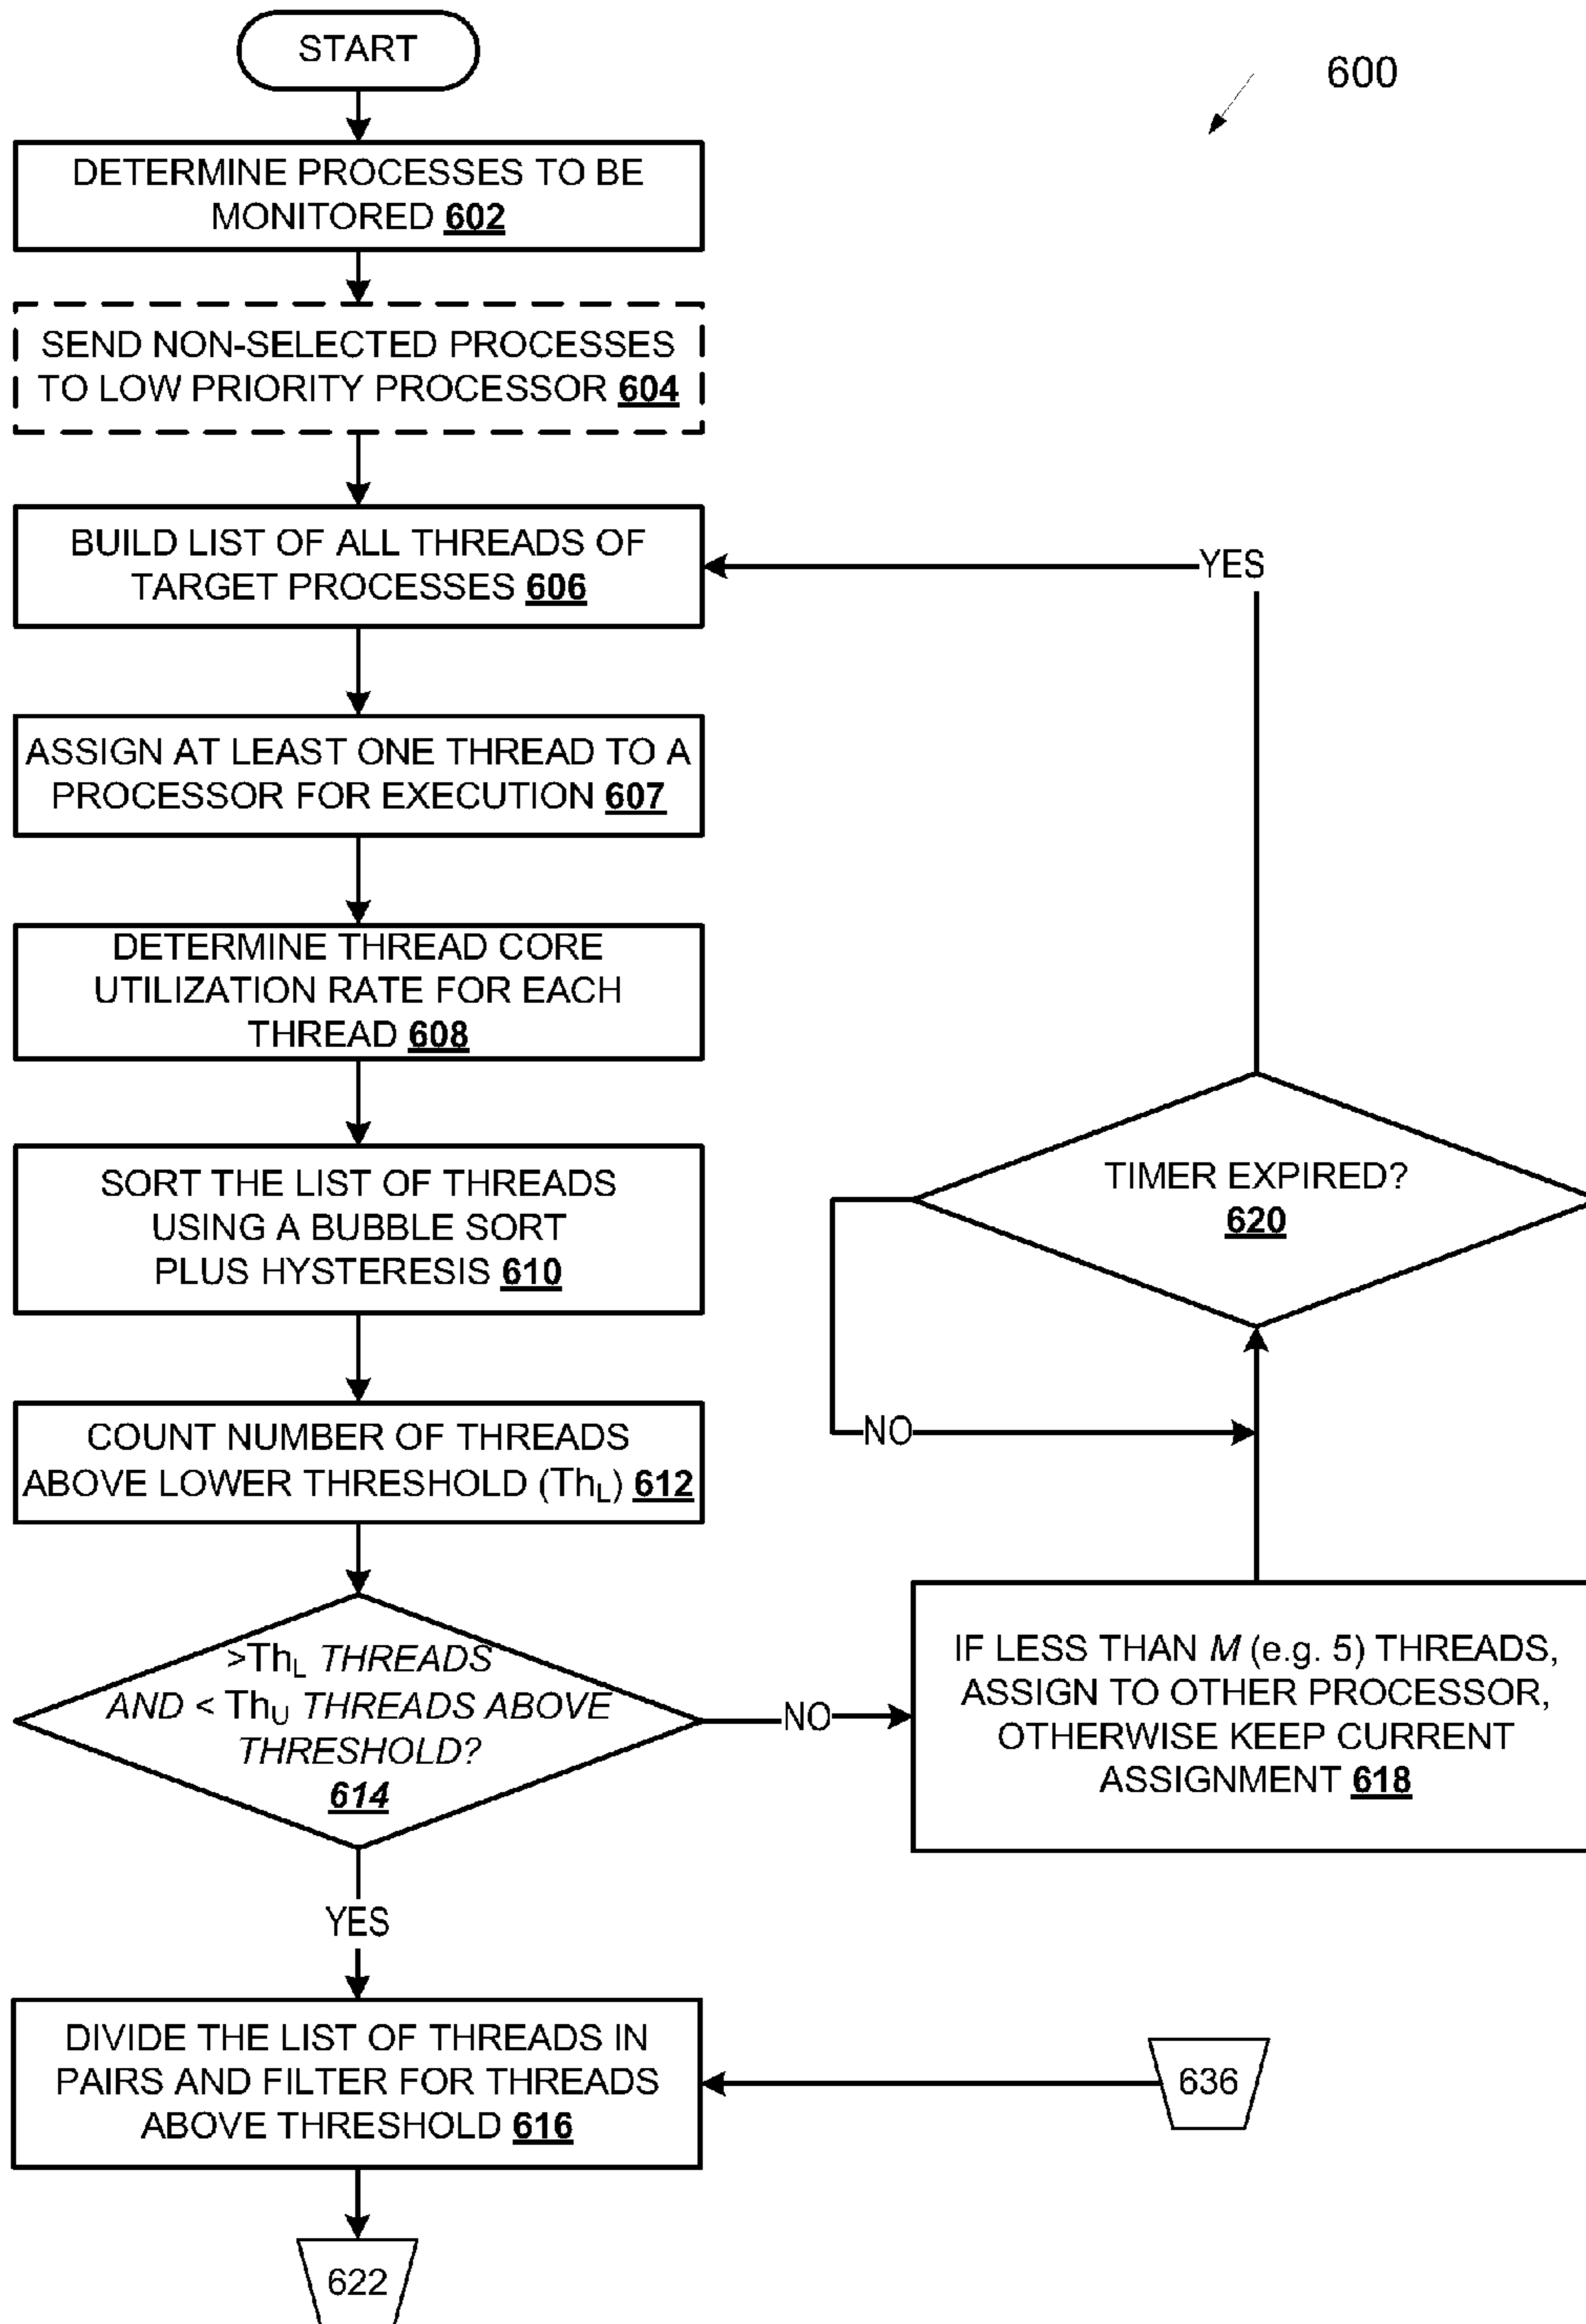 START
600
DETERMINE PROCESSES TO BE
MONITORED 602
SEND NON-SELECTED PROCESSES
TO LOW PRIORITY PROCESSOR 604
BUILD LIST OF ALL THREADS OF
TARGET PROCESSES 606
YES
ASSIGN AT LEAST ONE THREAD TO A
PROCESSOR FOR EXECUTION 607
DETERMINE THREAD CORE
UTILIZATION RATE FOR EACH
THREAD 608
SORT THE LIST OF THREADS
USING A BUBBLE SORT
PLUS HYSTERESIS 610
TIMER EXPIRED?
620
NO
COUNT NUMBER OF THREADS
ABOVE LOWER THRESHOLD (ThL) 612
>ThL THREADS
AND < ThU THREADS ABOVE
THRESHOLD?
614
NO
IF LESS THAN M (e.g. 5) THREADS,
ASSIGN TO OTHER PROCESSOR,
OTHERWISE KEEP CURRENT
ASSIGNMENT 618
YES
DIVIDE THE LIST OF THREADS IN
PAIRS AND FILTER FOR THREADS
ABOVE THRESHOLD 616
636
622